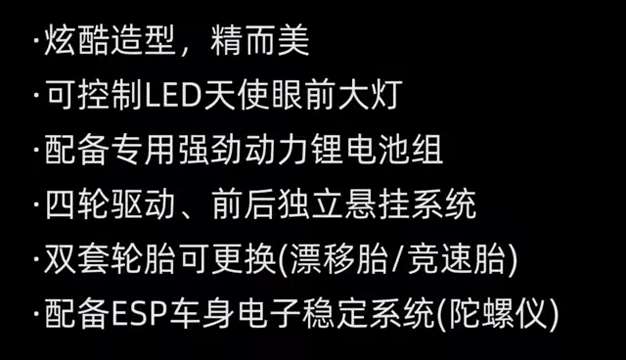 ·炫酷造型，精而美
·可控制LED天使眼前大灯
·配备专用强劲动力锂电池组
·四轮驱动、前后独立悬挂系统
·双套轮胎可更换(漂移胎/竞速胎)
·配备ESP车身电子稳定系统(陀螺仪)